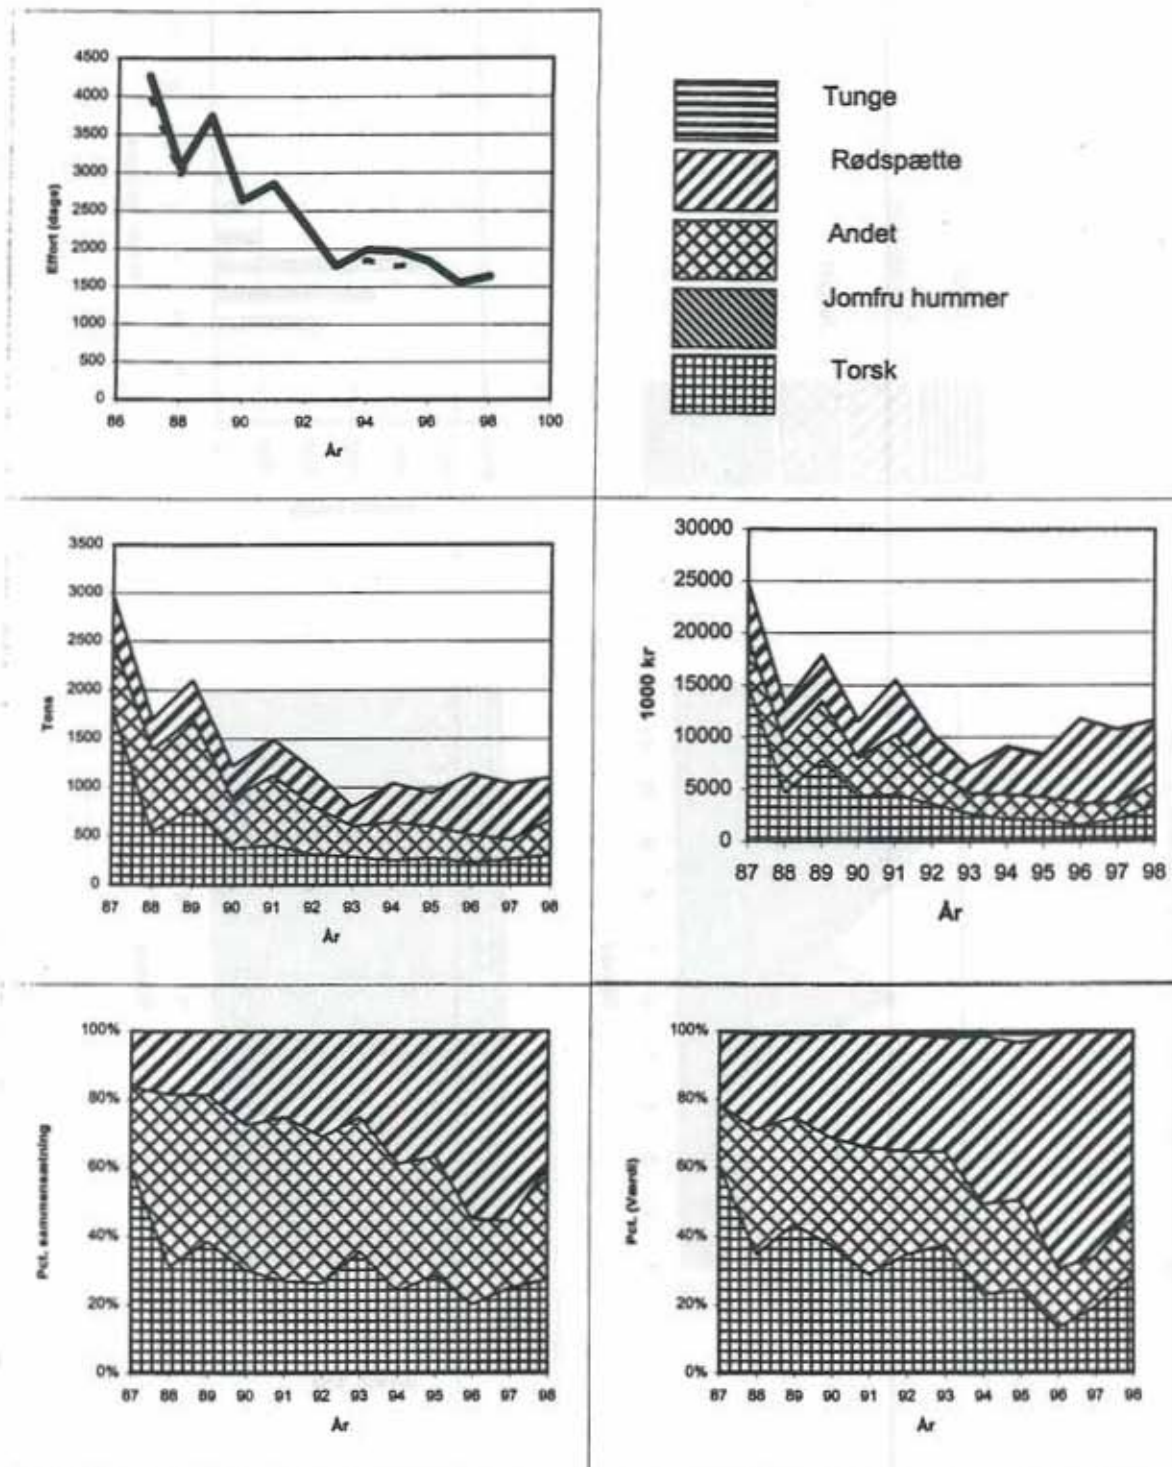 4500
4000
3500
3000
2500
2000
1500
1000
500
0
Effort (dage)
86 88 90 92 94 96 98 100
År
Tunge
Rødspætte
Andet
Jomfru hummer
Torsk
3500
3000
2500
2000
1500
1000
500
0
Tons
87 88 89 90 91 92 93 94 95 96 97 98
År
30000
25000
20000
15000
10000
5000
0
1000 kr
87 88 89 90 91 92 93 94 95 96 97 98
År
100%
80%
60%
40%
20%
0%
Pct. sammensætning
87 88 89 90 91 92 93 94 95 96 97 98
År
100%
80%
60%
40%
20%
0%
Pct. (Værdi)
87 88 89 90 91 92 93 94 95 96 97 98
År